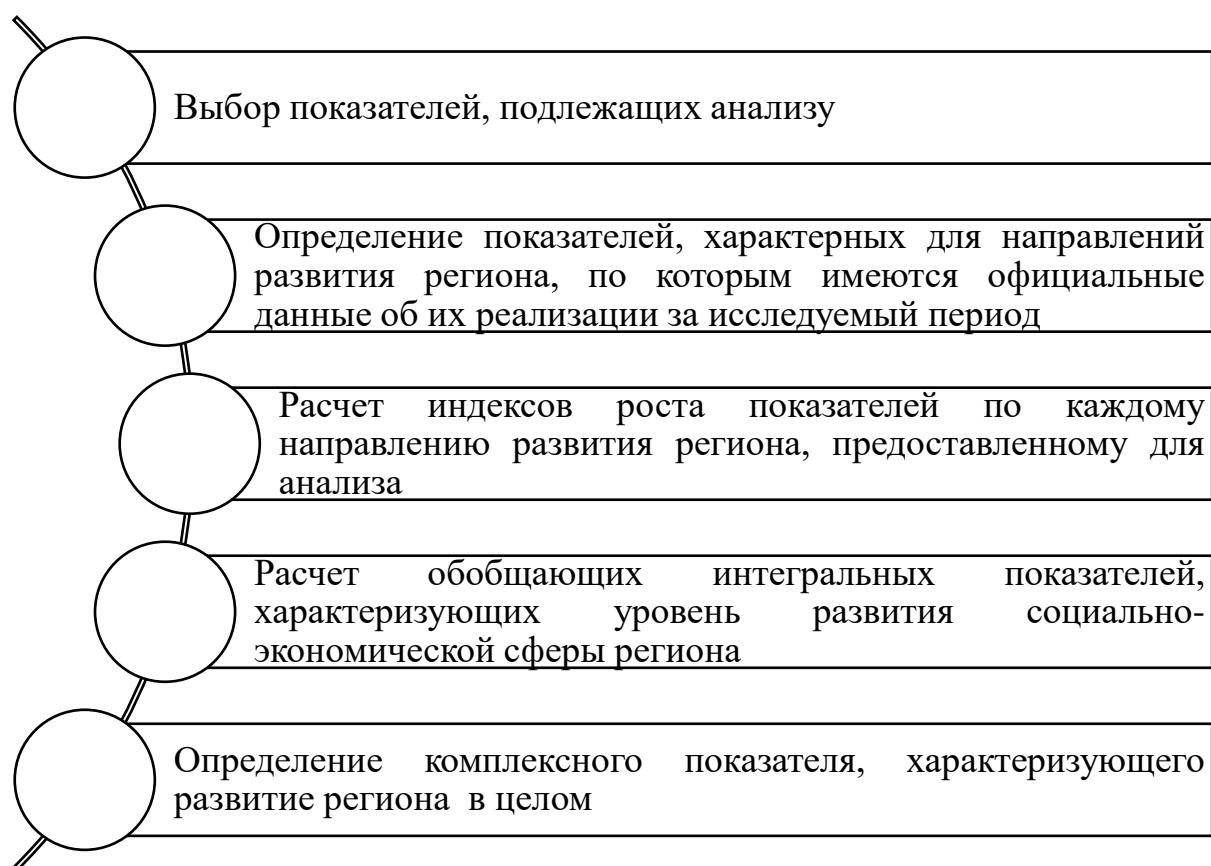 Выбор показателей, подлежащих анализу
Определение показателей, характерных для направлений
развития региона, по которым имеются официальные
данные об их реализации за исследуемый период
Расчет индексов роста показателей по каждому
направлению развития региона, предоставленному для
анализа
Расчет обобщающих интегральных показателей,
характеризующих уровень развития социально-
экономической сферы региона
Определение комплексного показателя, характеризующего
развитие региона в целом